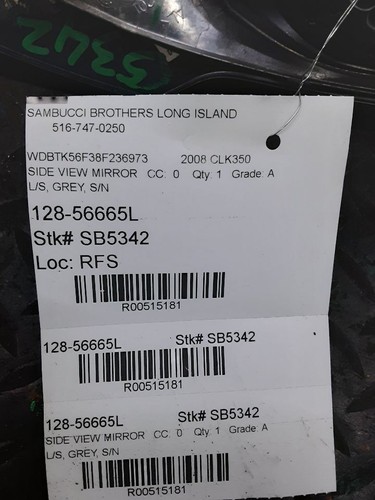 5342
SAMBUCCI BROTHERS LONG ISLAND
516-747-0250
WDBTK56F38F236973 2008 CLK350
SIDE VIEW MIRROR CC: 0 Qty: 1 Grade: A
L/S, GREY, S/N
128-56665L
Stk# SB5342
Loc: RFS
R00515181
128-56665L Stk# SB5342
R00515181
128-56665L Stk# SB5342
SIDE VIEW MIRROR CC: 0 Qty: 1 Grade: A
L/S, GREY, S/N
R00515181